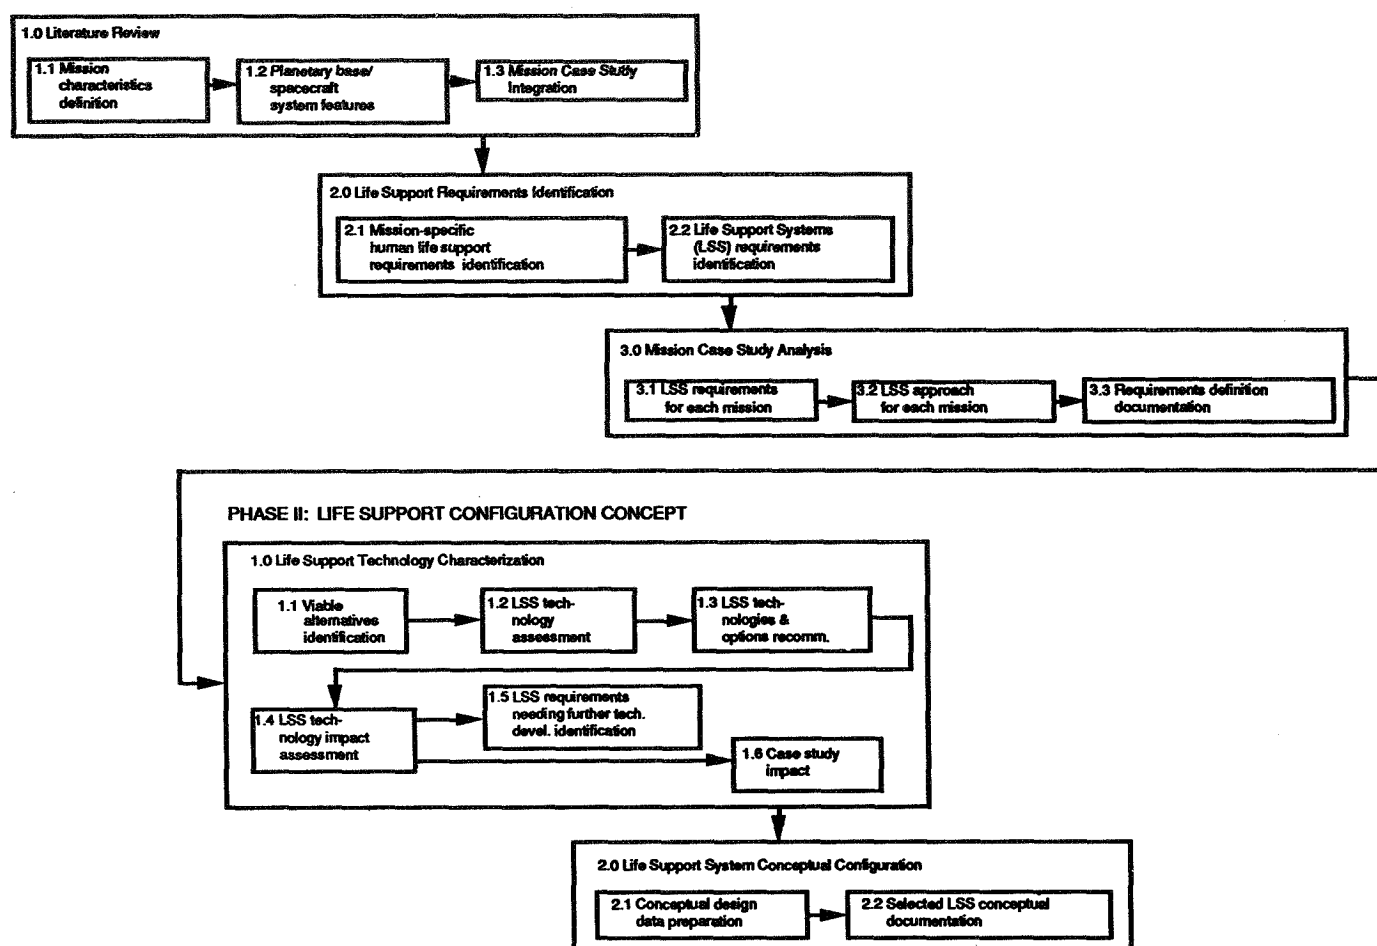 1.0 Literature Review
1.1 Mission
characteristics
definition
1.2 Planetary base/
spacecraft
system features
1.3 Mission Case Study
Integration
2.0 Life Support Requirements Identification
2.1 Mission-specific
human life support
requirements identification
2.2 Life Support Systems
(LSS) requirements
identification
3.0 Mission Case Study Analysis
3.1 LSS requirements
for each mission
3.2 LSS approach
for each mission
3.3 Requirements definition
documentation
PHASE II: LIFE SUPPORT CONFIGURATION CONCEPT
1.0 Life Support Technology Characterization
1.1 Viable
alternatives
identification
1.2 LSS tech-
nology
assessment
1.3 LSS tech-
nologies &
options recomm.
1.4 LSS tech-
nology impact
assessment
1.5 LSS requirements
needing further tech.
devel. identification
1.6 Case study
impact
2.0 Life Support System Conceptual Configuration
2.1 Conceptual design
data preparation
2.2 Selected LSS conceptual
documentation